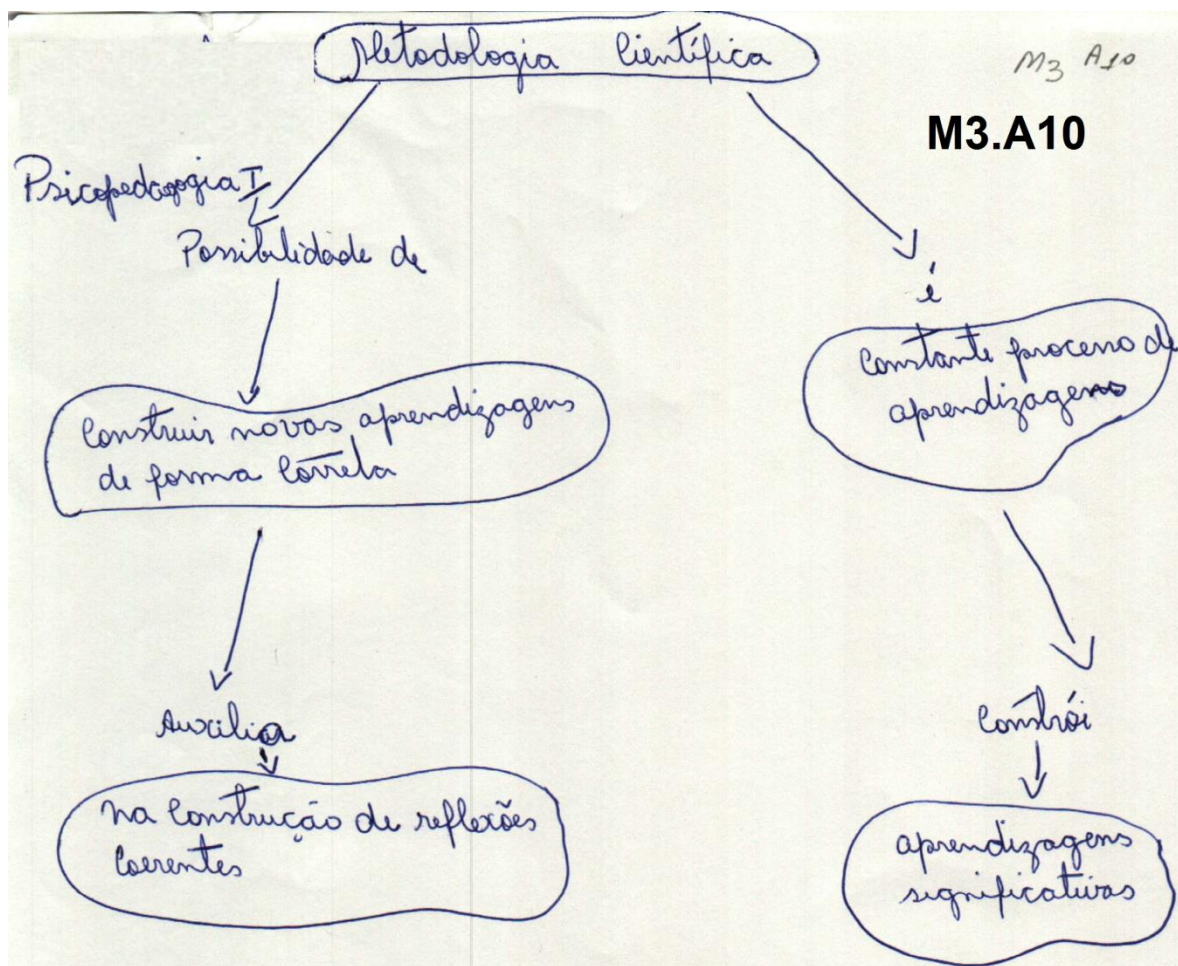 Metodologia Científica
M3 A10
M3.A10
Psicopedagogia I
Possibilidade de
é
Constante processo de
aprendizagens
Construir novas aprendizagens
de forma correta
Auxilia
Constrói
na construção de reflexões
coerentes
aprendizagens
significativas